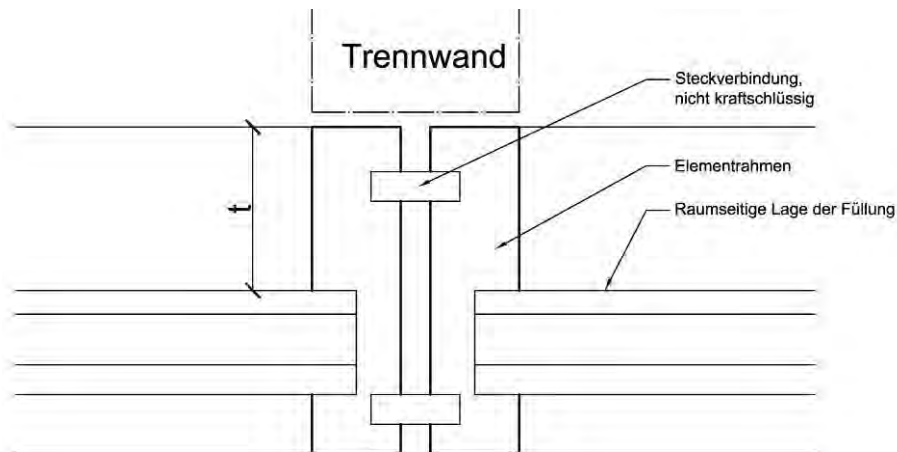 Trennwand
Steckverbindung,
nicht kraftschlüssig
Elementrahmen
Raumseitige Lage der Füllung
t